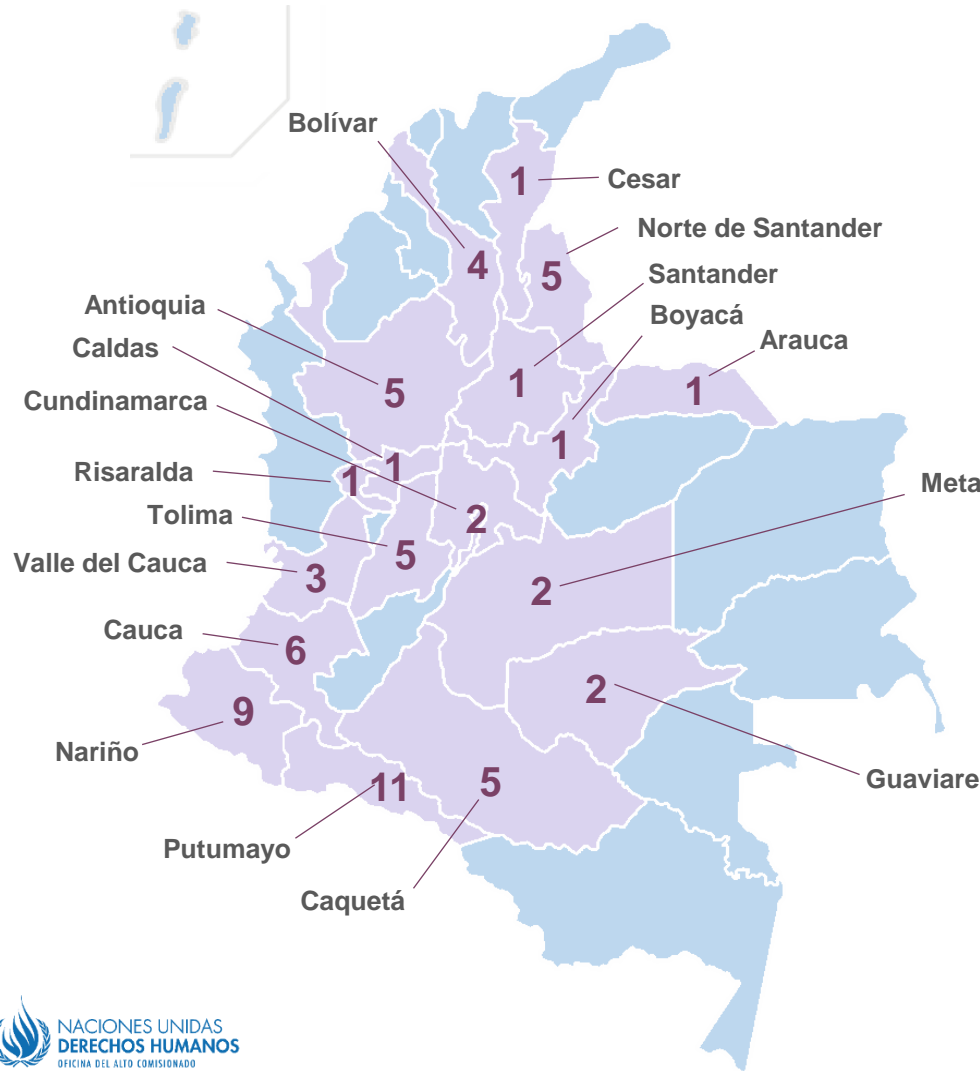 Bolívar
1
Cesar
Norte de Santander
4
5
Santander
Antioquia
Boyacá
Caldas
Arauca
5
1
1
Cundinamarca
1
Risaralda
1
1
Meta
Tolima
2
5
Valle del Cauca
3
2
Cauca
6
2
9
Nariño
Guaviare
11
5
Putumayo
Caquetá
NACIONES UNIDAS
DERECHOS HUMANOS
OFICINA DEL ALTO COMISIONADO